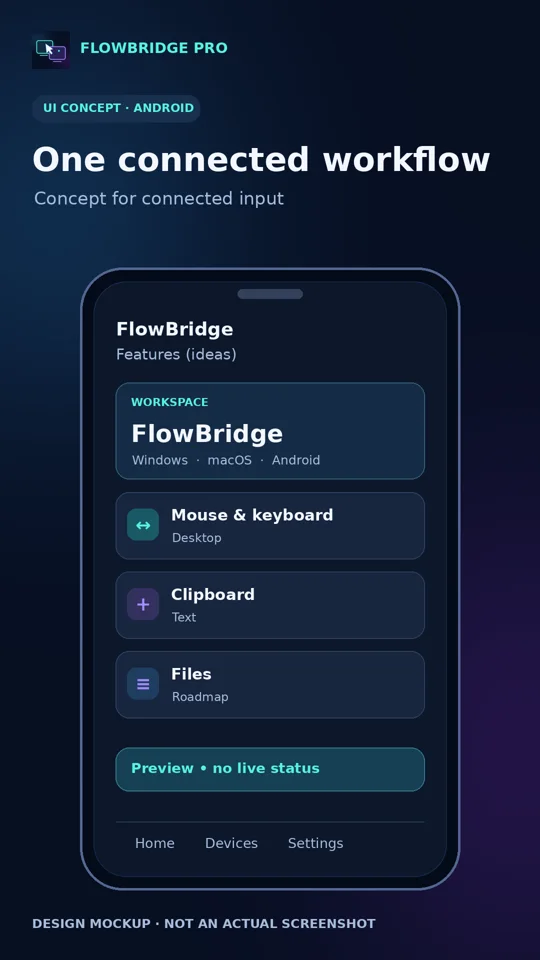 FLOWBRIDGE PRO
UI CONCEPT · ANDROID
One connected workflow
Concept for connected input
FlowBridge
Features (ideas)
WORKSPACE
FlowBridge
Windows · macOS · Android
↔
Mouse & keyboard
Desktop
+
Clipboard
Text
≡
Files
Roadmap
Preview • no live status
Home Devices Settings
DESIGN MOCKUP · NOT AN ACTUAL SCREENSHOT